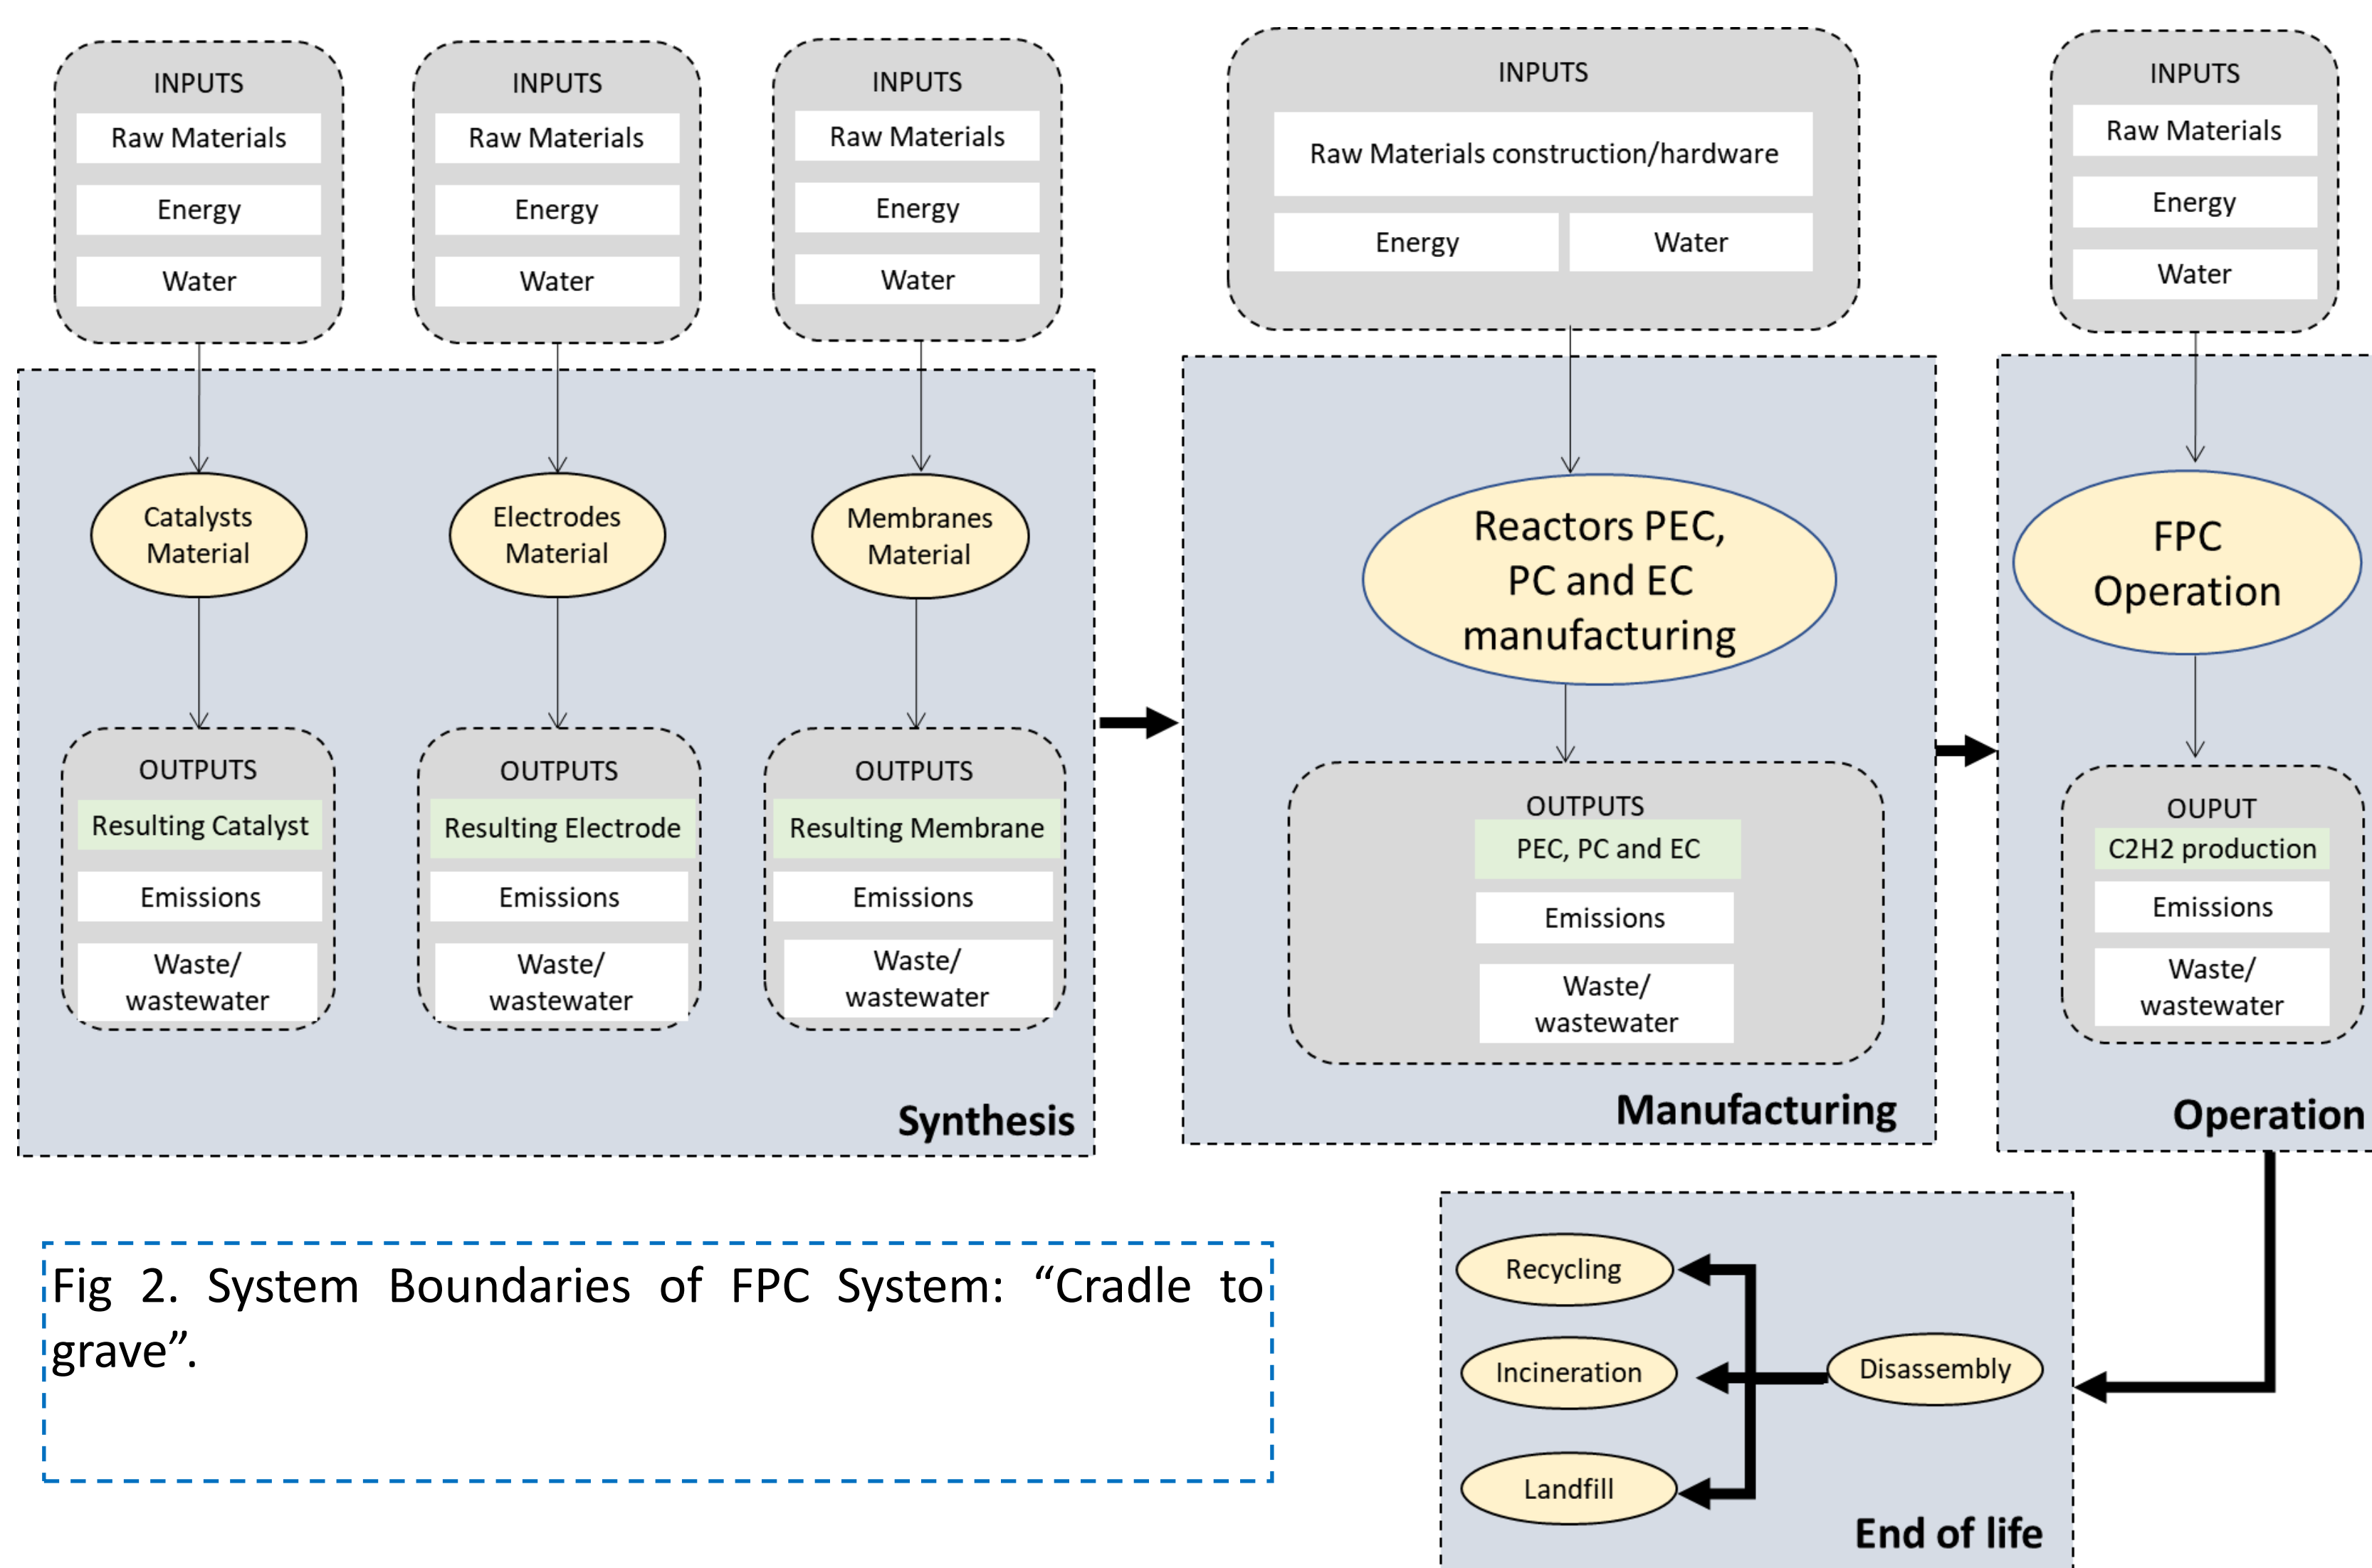 INPUTS
Raw Materials
Energy
Water
INPUTS
Raw Materials
Energy
Water
INPUTS
Raw Materials
Energy
Water
INPUTS
Raw Materials construction/hardware
Energy
Water
INPUTS
Raw Materials
Energy
Water
Catalysts
Material
Electrodes
Material
Membranes
Material
Reactors PEC,
PC and EC
manufacturing
FPC
Operation
OUTPUTS
Resulting Catalyst
Emissions
Waste/
wastewater
OUTPUTS
Resulting Electrode
Emissions
Waste/
wastewater
OUTPUTS
Resulting Membrane
Emissions
Waste/
wastewater
OUTPUTS
PEC, PC and EC
Emissions
Waste/
wastewater
OUPUT
C2H2 production
Emissions
Waste/
wastewater
Synthesis
Manufacturing
Operation
Fig 2. System Boundaries of FPC System: “Cradle to
grave”.
Recycling
Incineration
Landfill
Disassembly
End of life